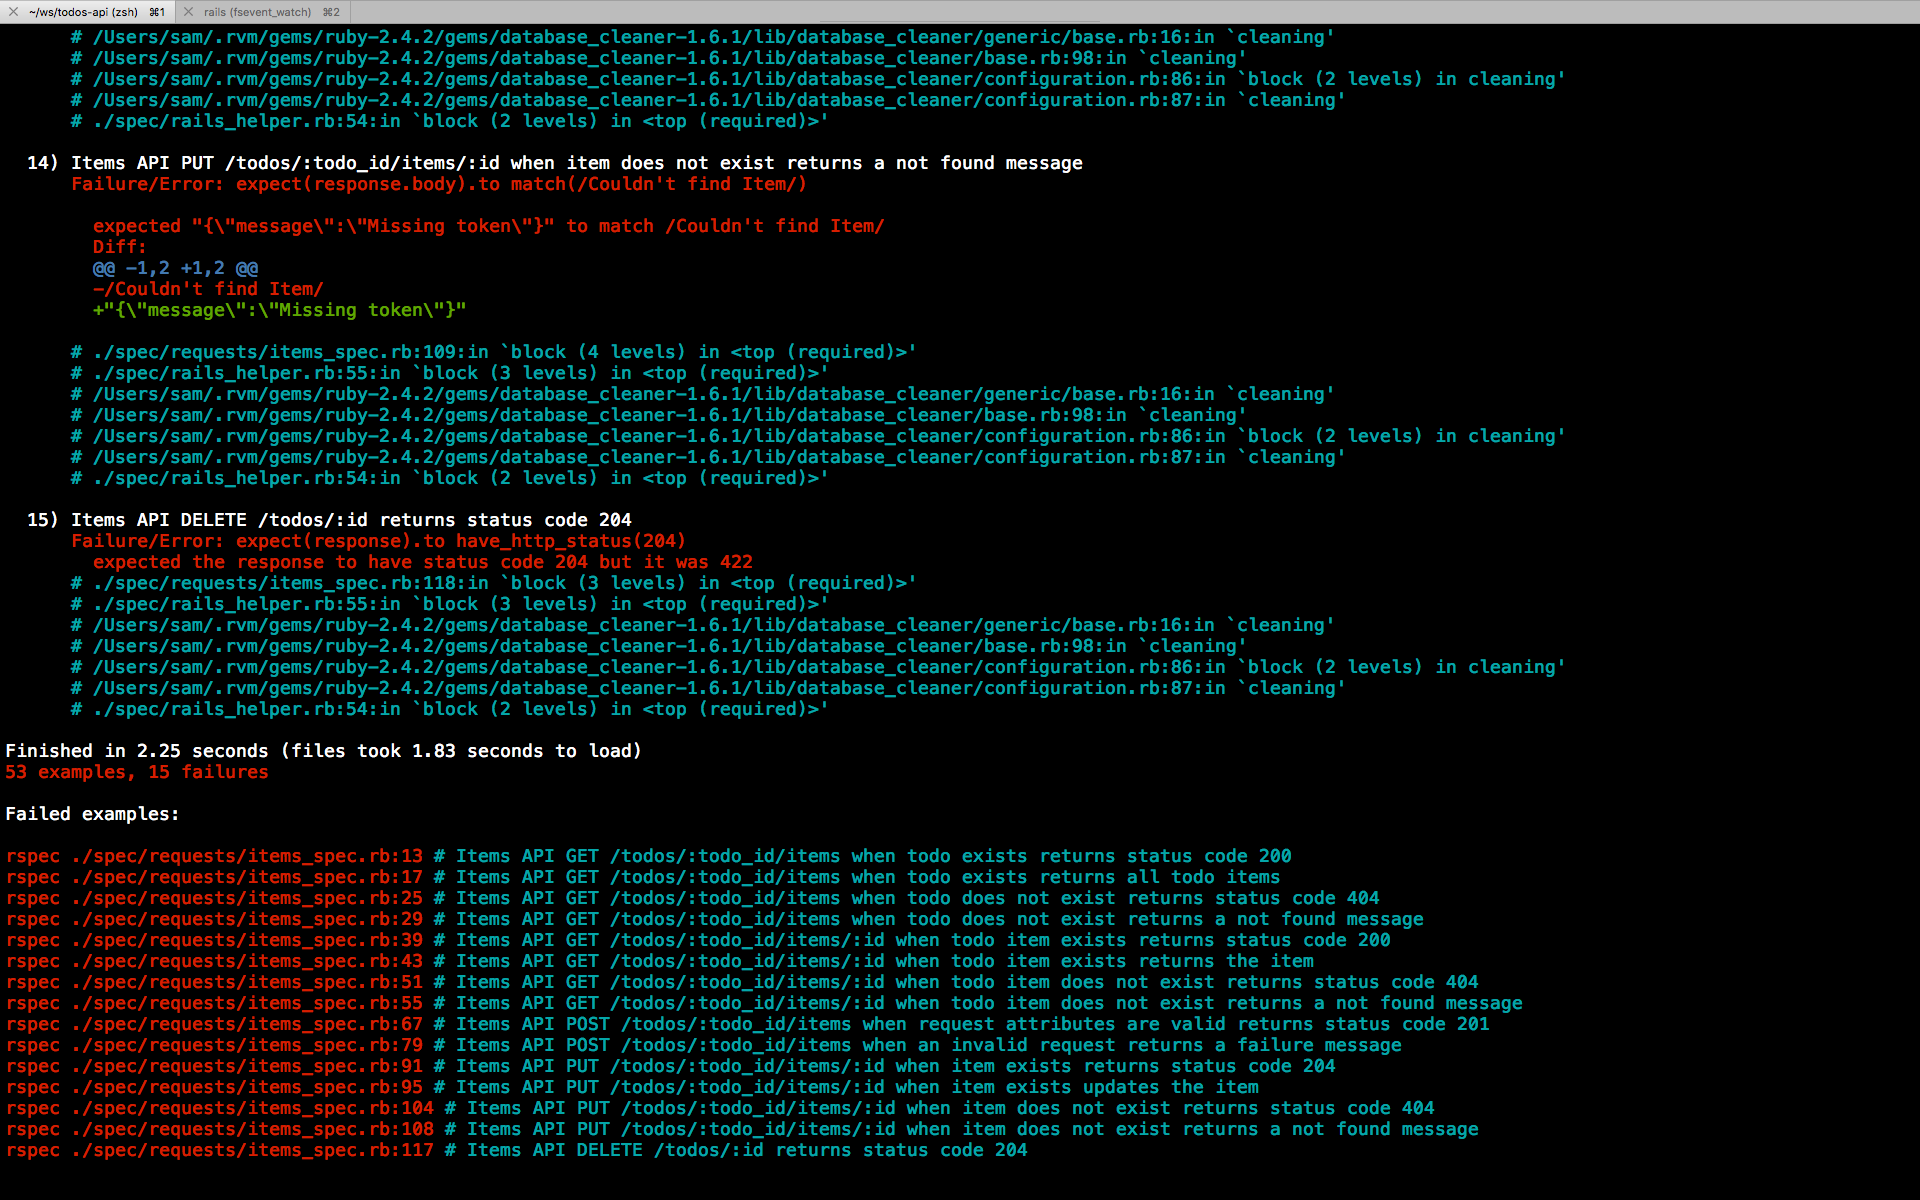 ~/ws/todos-api (zsh) ⌘1 rails (fsevent_watch) ⌘2
# /Users/sam/.rvm/gems/ruby-2.4.2/gems/database_cleaner-1.6.1/lib/database_cleaner/generic/base.rb:16:in `cleaning'
# /Users/sam/.rvm/gems/ruby-2.4.2/gems/database_cleaner-1.6.1/lib/database_cleaner/base.rb:98:in `cleaning'
# /Users/sam/.rvm/gems/ruby-2.4.2/gems/database_cleaner-1.6.1/lib/database_cleaner/configuration.rb:86:in `block (2 levels) in cleaning'
# /Users/sam/.rvm/gems/ruby-2.4.2/gems/database_cleaner-1.6.1/lib/database_cleaner/configuration.rb:87:in `cleaning'
# ./spec/rails_helper.rb:54:in `block (2 levels) in <top (required)>'
14) Items API PUT /todos/:todo_id/items/:id when item does not exist returns a not found message
Failure/Error: expect(response.body).to match(/Couldn't find Item/)
expected "{\"message\":\"Missing token\"}" to match /Couldn't find Item/
Diff:
@@ -1,2 +1,2 @@
-/Couldn't find Item/
+"{\"message\":\"Missing token\"}"
# ./spec/requests/items_spec.rb:109:in `block (4 levels) in <top (required)>'
# ./spec/rails_helper.rb:55:in `block (3 levels) in <top (required)>'
# /Users/sam/.rvm/gems/ruby-2.4.2/gems/database_cleaner-1.6.1/lib/database_cleaner/generic/base.rb:16:in `cleaning'
# /Users/sam/.rvm/gems/ruby-2.4.2/gems/database_cleaner-1.6.1/lib/database_cleaner/base.rb:98:in `cleaning'
# /Users/sam/.rvm/gems/ruby-2.4.2/gems/database_cleaner-1.6.1/lib/database_cleaner/configuration.rb:86:in `block (2 levels) in cleaning'
# /Users/sam/.rvm/gems/ruby-2.4.2/gems/database_cleaner-1.6.1/lib/database_cleaner/configuration.rb:87:in `cleaning'
# ./spec/rails_helper.rb:54:in `block (2 levels) in <top (required)>'
15) Items API DELETE /todos/:id returns status code 204
Failure/Error: expect(response).to have_http_status(204)
expected the response to have status code 204 but it was 422
# ./spec/requests/items_spec.rb:118:in `block (3 levels) in <top (required)>'
# ./spec/rails_helper.rb:55:in `block (3 levels) in <top (required)>'
# /Users/sam/.rvm/gems/ruby-2.4.2/gems/database_cleaner-1.6.1/lib/database_cleaner/generic/base.rb:16:in `cleaning'
# /Users/sam/.rvm/gems/ruby-2.4.2/gems/database_cleaner-1.6.1/lib/database_cleaner/base.rb:98:in `cleaning'
# /Users/sam/.rvm/gems/ruby-2.4.2/gems/database_cleaner-1.6.1/lib/database_cleaner/configuration.rb:86:in `block (2 levels) in cleaning'
# /Users/sam/.rvm/gems/ruby-2.4.2/gems/database_cleaner-1.6.1/lib/database_cleaner/configuration.rb:87:in `cleaning'
# ./spec/rails_helper.rb:54:in `block (2 levels) in <top (required)>'
Finished in 2.25 seconds (files took 1.83 seconds to load)
53 examples, 15 failures
Failed examples:
rspec ./spec/requests/items_spec.rb:13 # Items API GET /todos/:todo_id/items when todo exists returns status code 200
rspec ./spec/requests/items_spec.rb:17 # Items API GET /todos/:todo_id/items when todo exists returns all todo items
rspec ./spec/requests/items_spec.rb:25 # Items API GET /todos/:todo_id/items when todo does not exist returns status code 404
rspec ./spec/requests/items_spec.rb:29 # Items API GET /todos/:todo_id/items when todo does not exist returns a not found message
rspec ./spec/requests/items_spec.rb:39 # Items API GET /todos/:todo_id/items/:id when todo item exists returns status code 200
rspec ./spec/requests/items_spec.rb:43 # Items API GET /todos/:todo_id/items/:id when todo item exists returns the item
rspec ./spec/requests/items_spec.rb:51 # Items API GET /todos/:todo_id/items/:id when todo item does not exist returns status code 404
rspec ./spec/requests/items_spec.rb:55 # Items API GET /todos/:todo_id/items/:id when todo item does not exist returns a not found message
rspec ./spec/requests/items_spec.rb:67 # Items API POST /todos/:todo_id/items when request attributes are valid returns status code 201
rspec ./spec/requests/items_spec.rb:79 # Items API POST /todos/:todo_id/items when an invalid request returns a failure message
rspec ./spec/requests/items_spec.rb:91 # Items API PUT /todos/:todo_id/items/:id when item exists returns status code 204
rspec ./spec/requests/items_spec.rb:95 # Items API PUT /todos/:todo_id/items/:id when item exists updates the item
rspec ./spec/requests/items_spec.rb:104 # Items API PUT /todos/:todo_id/items/:id when item does not exist returns status code 404
rspec ./spec/requests/items_spec.rb:108 # Items API PUT /todos/:todo_id/items/:id when item does not exist returns a not found message
rspec ./spec/requests/items_spec.rb:117 # Items API DELETE /todos/:id returns status code 204